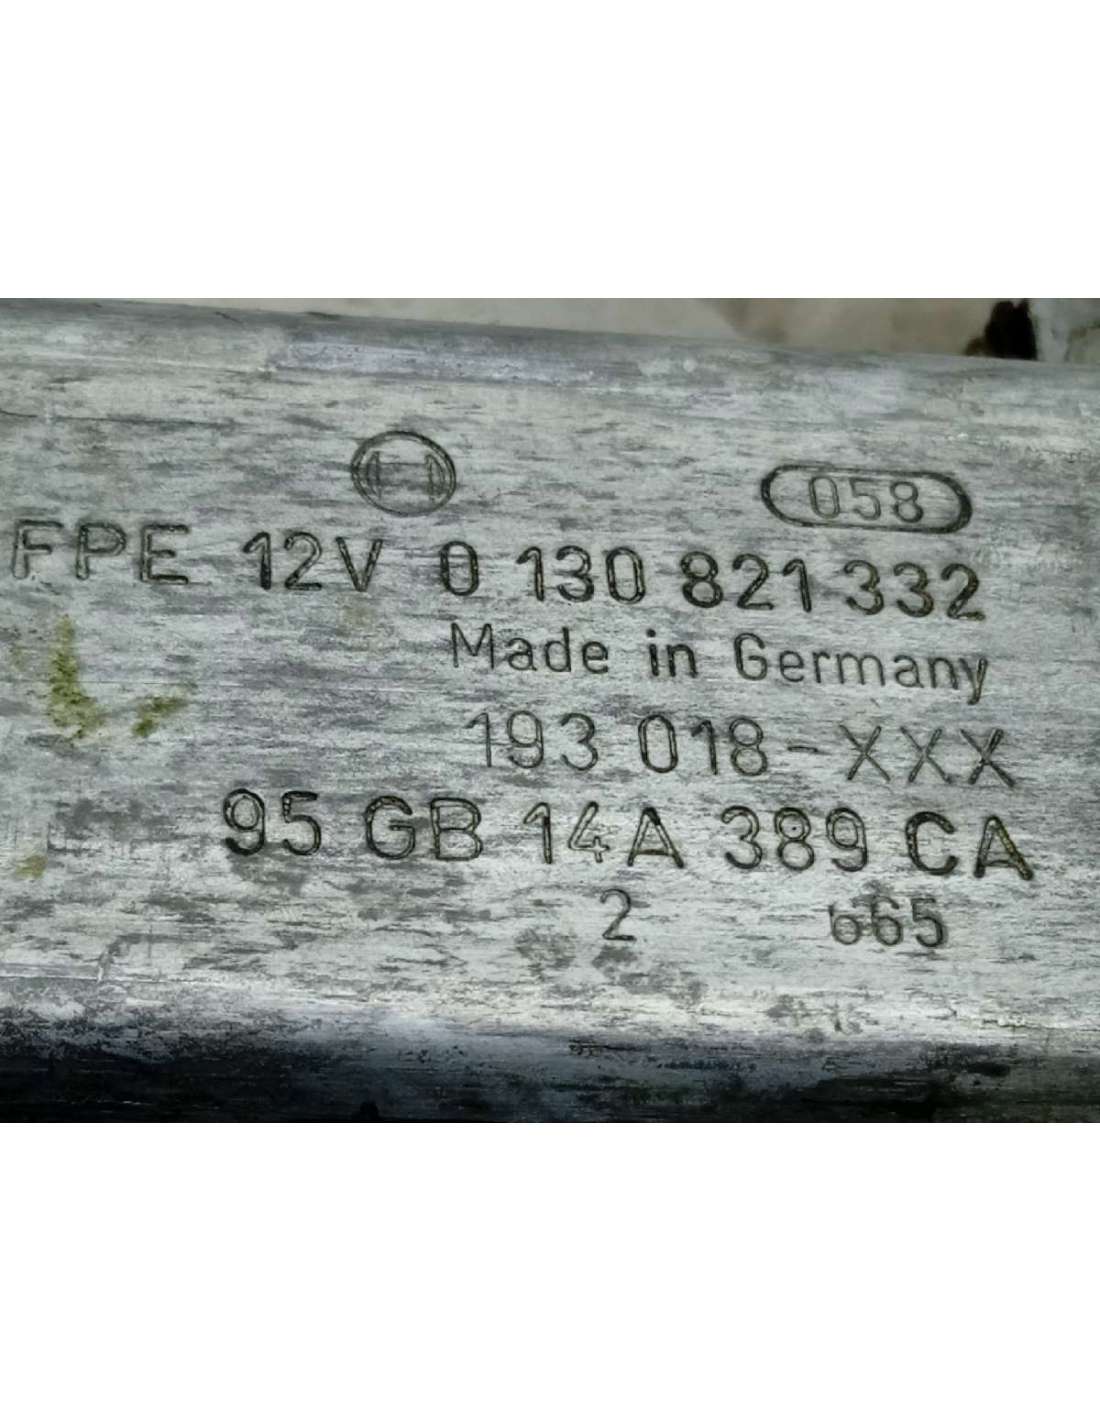 058
FPE 12V 0 130 821 332
Made in Germany
193 018-XXX
95 GB 14A 389 CA
2 665